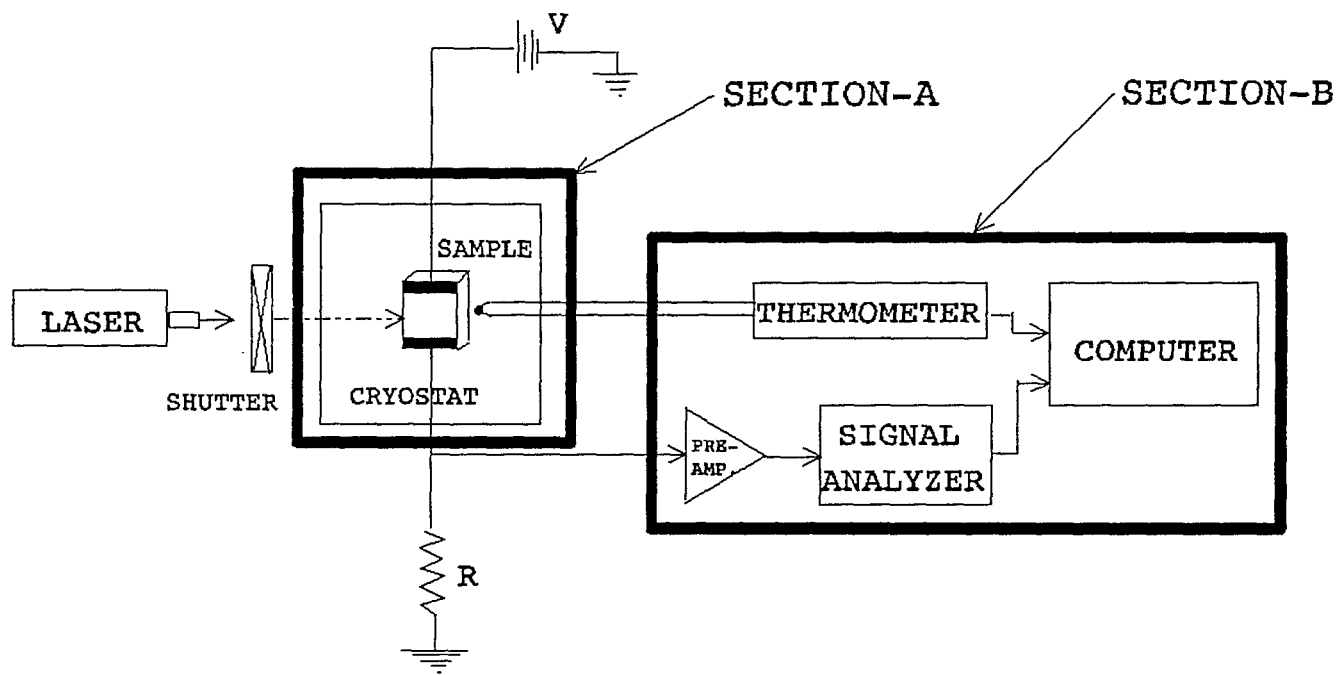 V
SECTION-A
SECTION-B
SAMPLE
LASER
THERMOMETER
COMPUTER
SHUTTER
CRYOSTAT
PRE-
AMP.
SIGNAL
ANALYZER
R